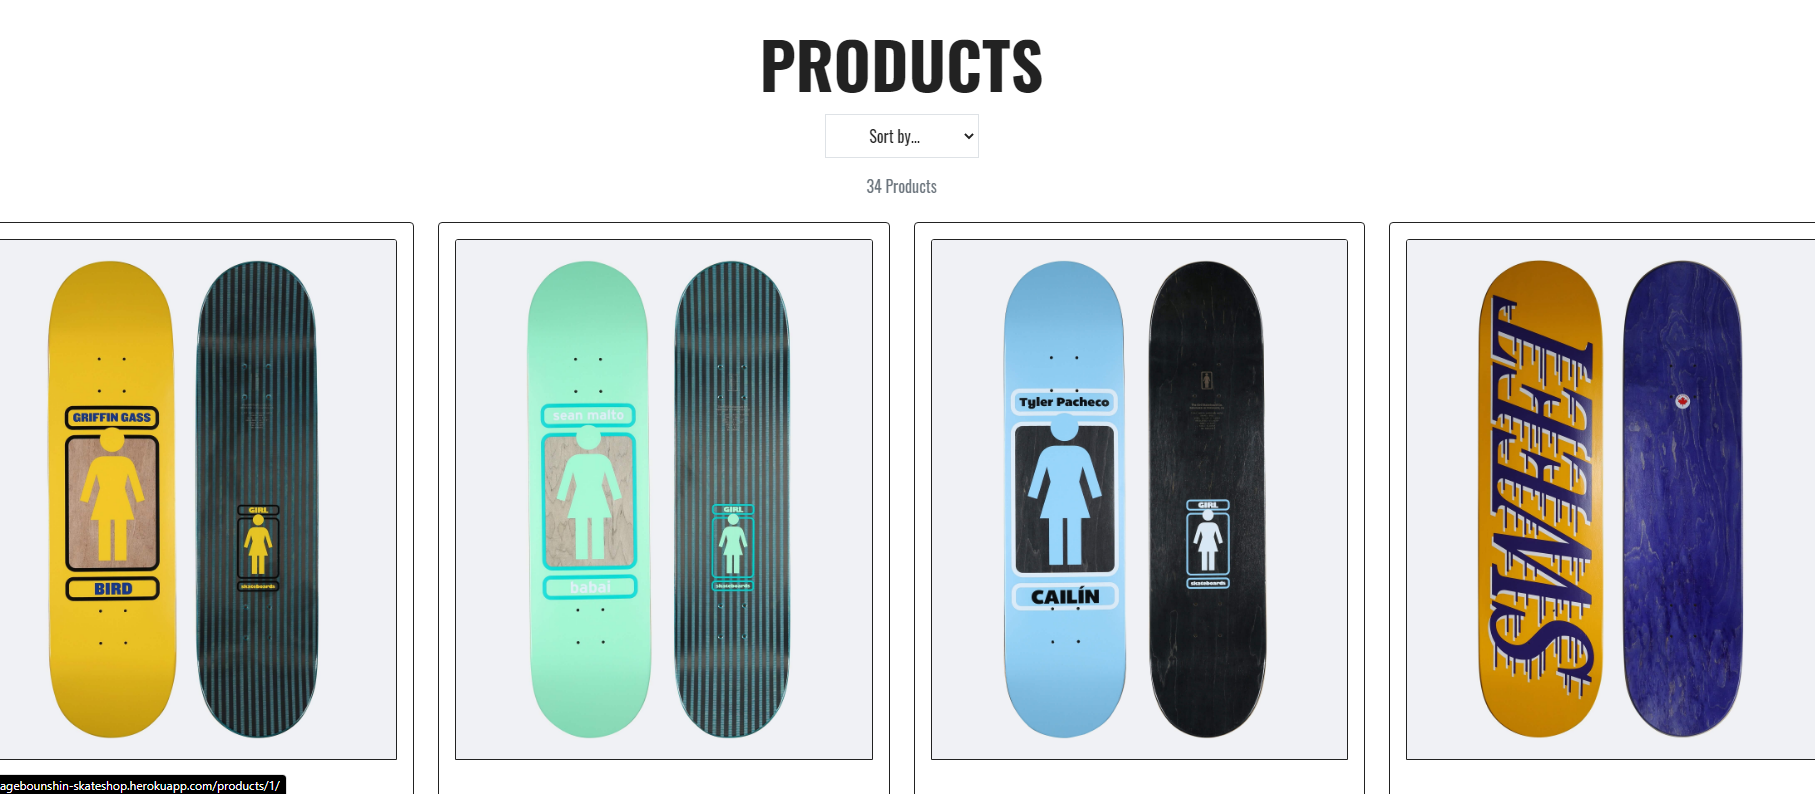 PRODUCTS
Sort by...
34 Products
GRIFFIN GASS
BIRD
GIRL
skateboards
sean malto
babai
GIRL
skateboards
Tyler Pacheco
CAILÍN
GIRL
skateboards
SWEEET
agebounshin-skateshop.herokuapp.com/products/1/